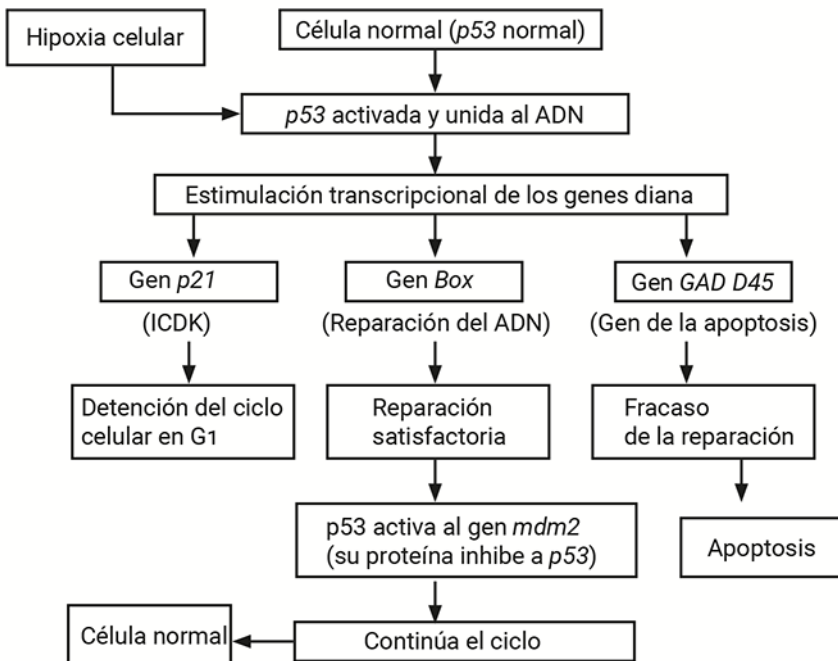 Hipoxia celular
Célula normal (p53 normal)
p53 activada y unida al ADN
Estimulación transcripcional de los genes diana
Gen p21
Gen Box
Gen GAD D45
(ICDK)
(Reparación del ADN)
(Gen de la apoptosis)
Detención del ciclo
celular en G1
Reparación
satisfactoria
Fracaso
de la reparación
p53 activa al gen mdm2
(su proteína inhibe a p53)
Apoptosis
Célula normal
Continúa el ciclo